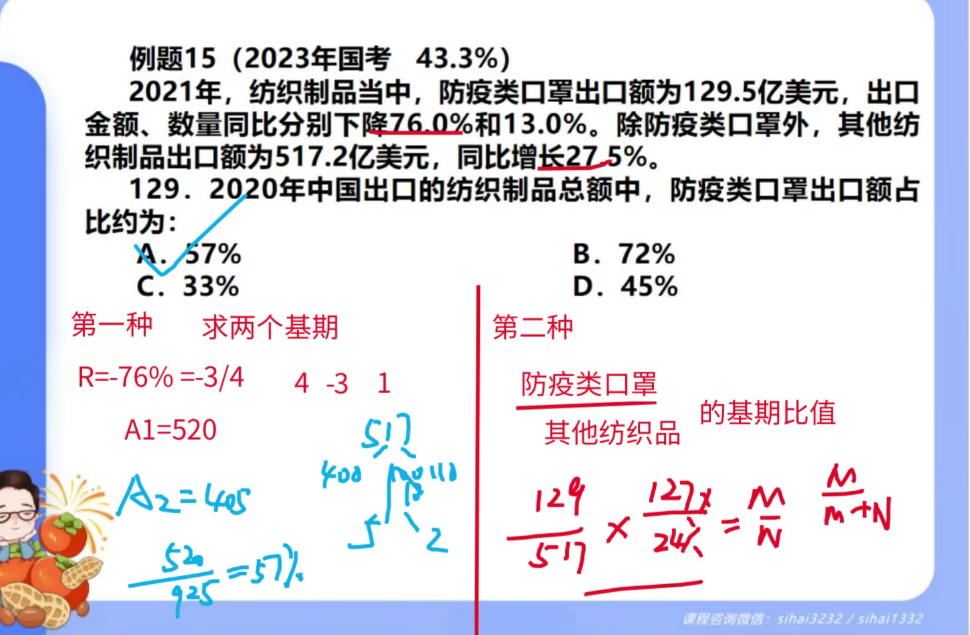 例题15（2023年国考 43.3%）
2021年，纺织制品当中，防疫类口罩出口额为129.5亿美元，出口
金额、数量同比分别下降76.0%和13.0%。除防疫类口罩外，其他纺
织制品出口额为517.2亿美元，同比增长27.5%。
129．2020年中国出口的纺织制品总额中，防疫类口罩出口额占
比约为：
A．57% B．72%
C．33% D．45%
第一种 求两个基期
R=-76% =-3/4 4 -3 1
A1=520
517
400 110
5 2
A2=405
520/925=57%
第二种
防疫类口罩
其他纺织品
的基期比值
129/517×127%/24%=M/N
M/m+N
课程咨询微信：sihai3232 / sihai1332